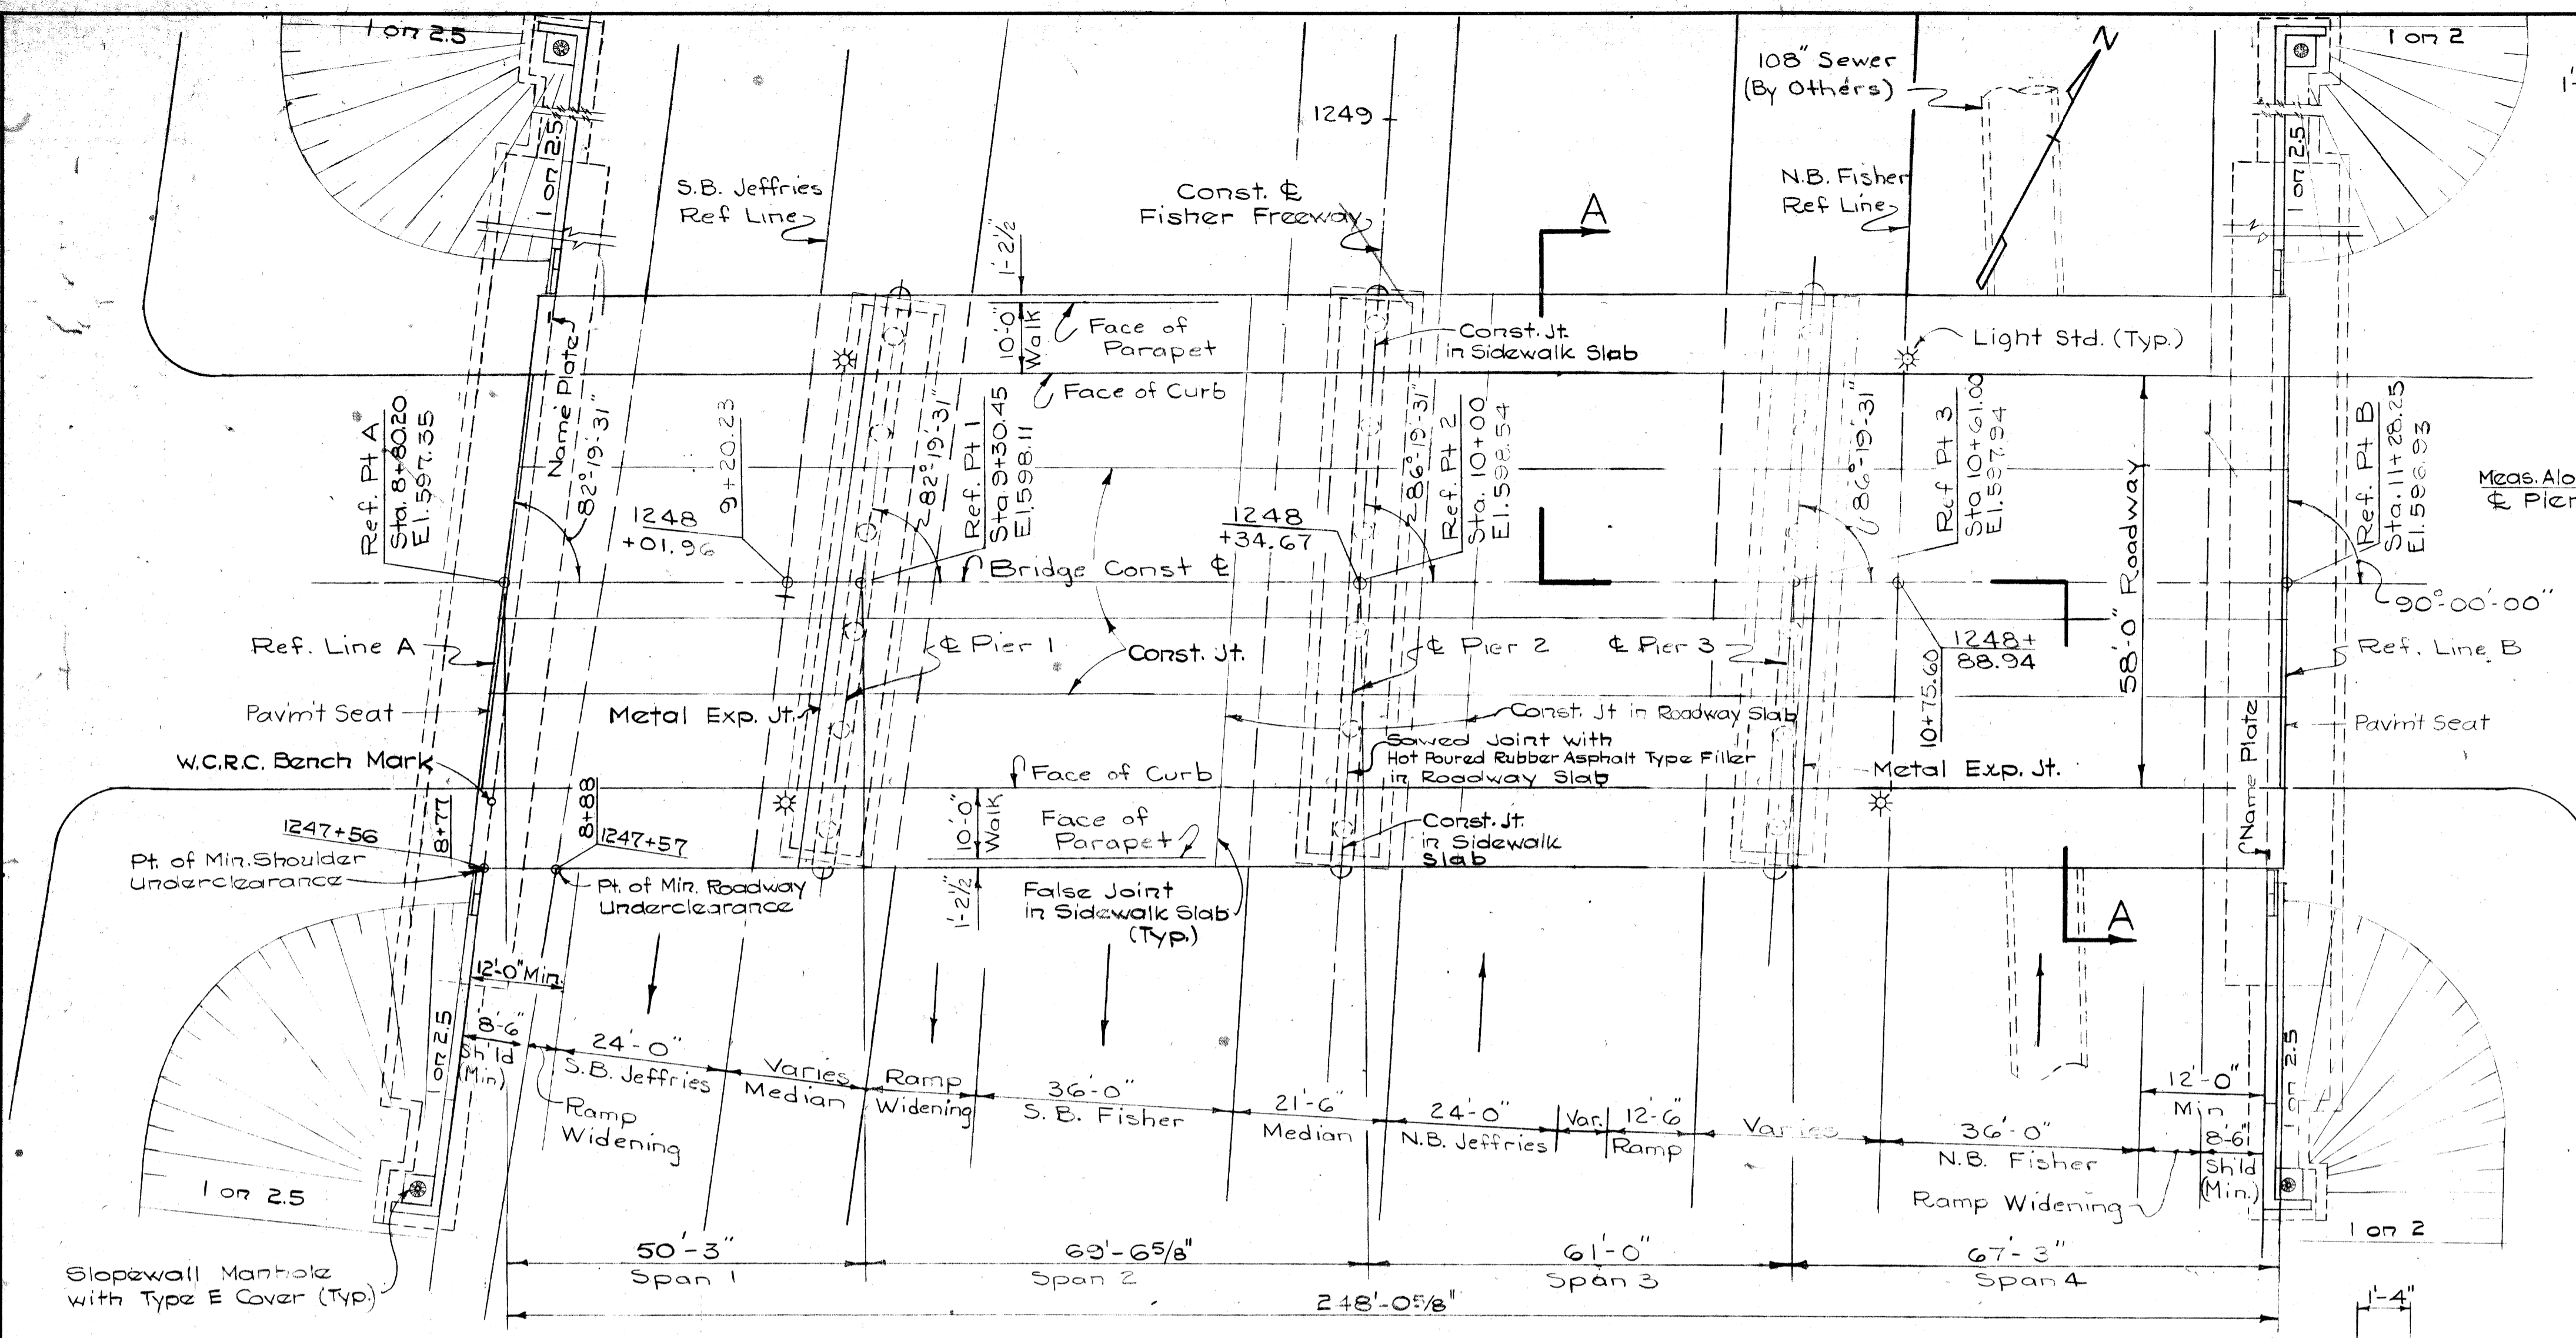 1 on 2.5
1 on 2.5
1249
108" Sewer
(By Others)
N
1 on 2
1 on 2.5
S.B. Jeffries
Ref Line
Const. ℄
Fisher Freeway
N.B. Fisher
Ref Line
A
1'-2½"
10'-0"
Walk
Face of
Parapet
Const. Jt.
in Sidewalk Slab
Light Std. (Typ.)
Face of Curb
Name Plate
Ref. Pt A
Sta. 8+80.20
El. 597.35
82°-19'-31"
9+20.23
1248
+01.96
82°-19'-31"
Ref. Pt 1
Sta 9+30.45
El. 598.11
1248
+34.67
86°-19'-31"
Ref. Pt 2
Sta. 10+00
El. 598.54
86°-19'-31"
Ref Pt 3
Sta 10+61.00
El. 597.94
58'-0" Roadway
Ref. Pt B
Sta. 11+28.25
El. 596.93
Meas. Alo
℄ Pier
Bridge Const ℄
90°-00'-00"
Ref. Line A
℄ Pier 1
Const. Jt.
℄ Pier 2
℄ Pier 3
1248+
88.94
10+75.60
Ref. Line B
Pavm't Seat
Metal Exp. Jt.
Const. Jt in Roadway Slab
Name Plate
Pavm't Seat
W.C.R.C. Bench Mark
Face of Curb
Sawed Joint with
Hot Poured Rubber Asphalt Type Filler
in Roadway Slab
Metal Exp. Jt.
1247+56
8+77
8+88
1247+57
10'-0"
Walk
Face of
Parapet
Const. Jt.
in Sidewalk
Slab
Pt. of Min. Shoulder
Underclearance
Pt. of Min. Roadway
Underclearance
1'-2½"
False Joint
in Sidewalk Slab
(Typ.)
A
12'-0" Min.
1 on 2.5
8'-6"
Sh'ld
(Min)
24'-0"
S.B. Jeffries
Varies
Median
Ramp
Widening
36'-0"
S. B. Fisher
21'-6"
Median
24'-0"
N.B. Jeffries
Var.
12'-6"
Ramp
Varies
36'-0"
N.B. Fisher
12'-0"
Min
8'-6"
Sh'ld
(Min.)
1 on 2.5
Ramp
Widening
Ramp Widening
1 on 2.5
1 on 2
Slopewall Manhole
with Type E Cover (Typ.)
50'-3"
Span 1
69'-6⅝"
Span 2
61'-0"
Span 3
67'-3"
Span 4
248'-0⅝"
1'-4"